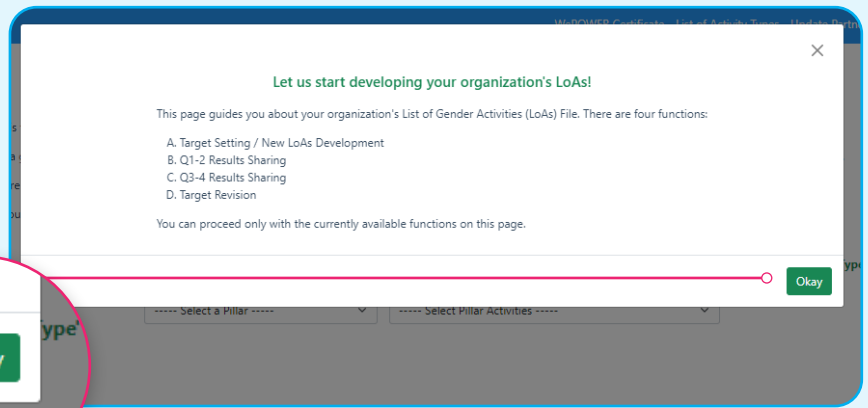 WePOWER Certificate List of Activity Types Update
Let us start developing your organization's LoAs!
This page guides you about your organization's List of Gender Activities (LoAs) File. There are four functions:
A. Target Setting / New LoAs Development
B. Q1-2 Results Sharing
C. Q3-4 Results Sharing
D. Target Revision
You can proceed only with the currently available functions on this page.
Okay
----- Select a Pillar ----- ----- Select Pillar Activities -----